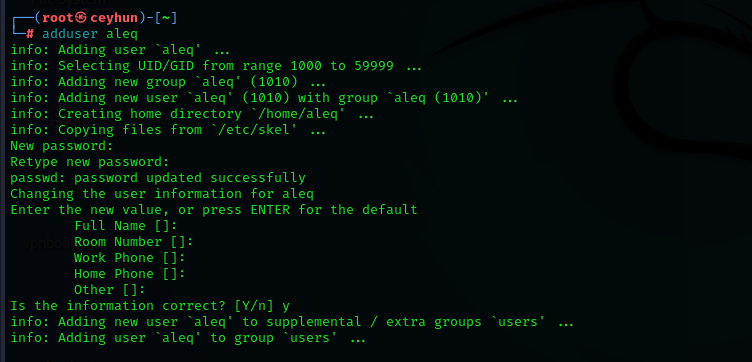 ┌──(root㉿ceyhun)-[~]
└─# adduser aleq
info: Adding user `aleq' ...
info: Selecting UID/GID from range 1000 to 59999 ...
info: Adding new group `aleq' (1010) ...
info: Adding new user `aleq' (1010) with group `aleq (1010)' ...
info: Creating home directory `/home/aleq' ...
info: Copying files from `/etc/skel' ...
New password:
Retype new password:
passwd: password updated successfully
Changing the user information for aleq
Enter the new value, or press ENTER for the default
        Full Name []:
        Room Number []:
        Work Phone []:
        Home Phone []:
        Other []:
Is the information correct? [Y/n] y
info: Adding new user `aleq' to supplemental / extra groups `users' ...
info: Adding user `aleq' to group `users' ...